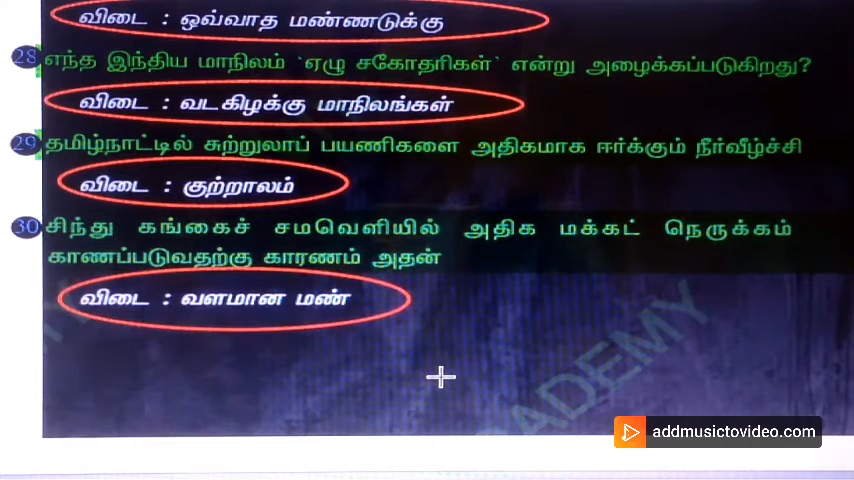 விடை : ஒவ்வாத மண்ணடுக்கு
28 எந்த இந்திய மாநிலம் `ஏழு சகோதரிகள்` என்று அழைக்கப்படுகிறது?
விடை : வடகிழக்கு மாநிலங்கள்
29 தமிழ்நாட்டில் சுற்றுலாப் பயணிகளை அதிகமாக ஈர்க்கும் நீர்வீழ்ச்சி
விடை : குற்றாலம்
30 சிந்து கங்கைச் சமவெளியில் அதிக மக்கட் நெருக்கம்
காணப்படுவதற்கு காரணம் அதன்
விடை : வளமான மண்
ADEMY
addmusictovideo.com